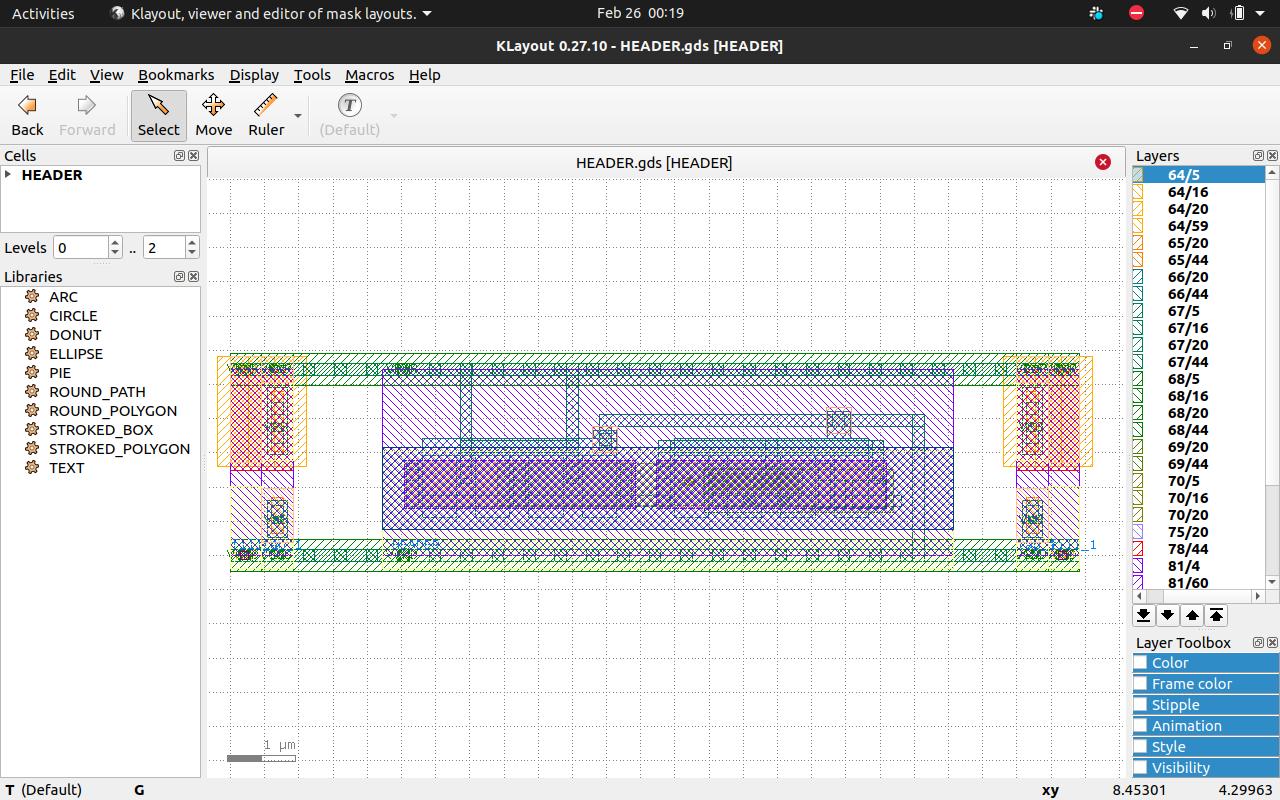 Activities
Klayout, viewer and editor of mask layouts.
Feb 26 00:19
KLayout 0.27.10 - HEADER.gds [HEADER]
File Edit View Bookmarks Display Tools Macros Help
Back Forward Select Move Ruler (Default)
Cells
HEADER
Levels 0 .. 2
Libraries
ARC
CIRCLE
DONUT
ELLIPSE
PIE
ROUND_PATH
ROUND_POLYGON
STROKED_BOX
STROKED_POLYGON
TEXT
HEADER.gds [HEADER]
HEADER
1 µm
Layers
64/5
64/16
64/20
64/59
65/20
65/44
66/20
66/44
67/5
67/16
67/20
67/44
68/5
68/16
68/20
68/44
69/20
69/44
70/5
70/16
70/20
75/20
78/44
81/4
81/60
Layer Toolbox
Color
Frame color
Stipple
Animation
Style
Visibility
T (Default) G xy 8.45301 4.29963